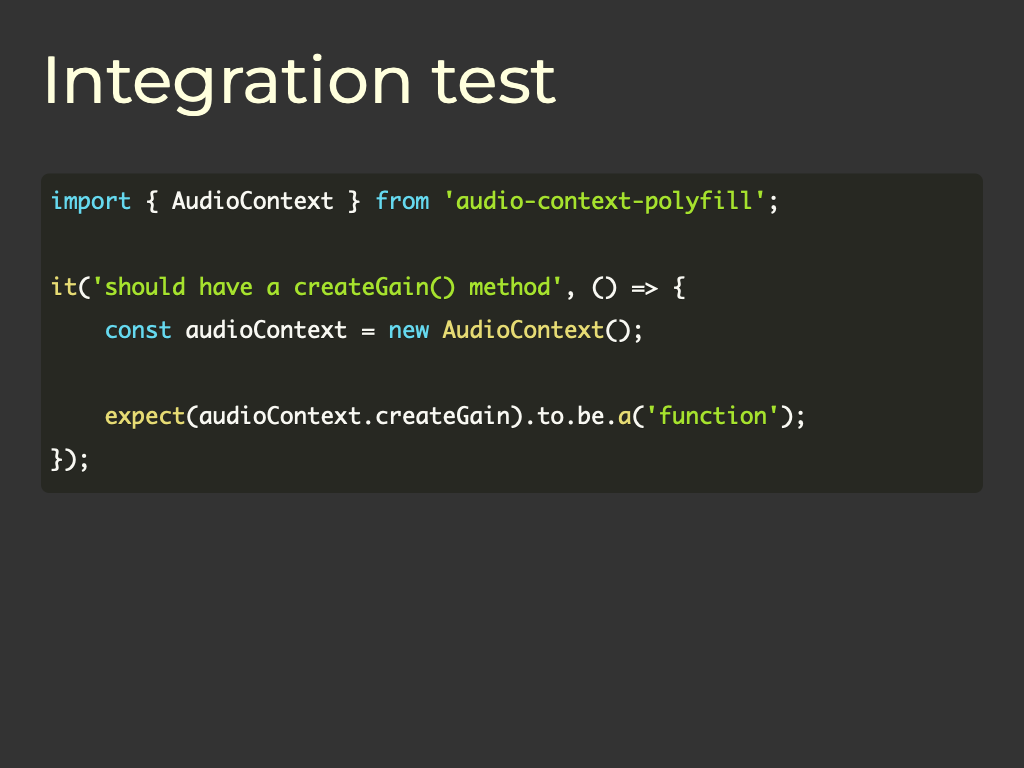 Integration test
import { AudioContext } from 'audio-context-polyfill';
it('should have a createGain() method', () => {
    const audioContext = new AudioContext();
    expect(audioContext.createGain).to.be.a('function');
});